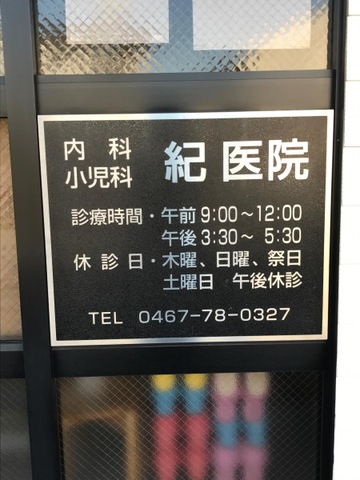 内科 紀医院
小児科
診療時間・午前 9:00～12:00
午後 3:30～ 5:30
休診日・木曜、日曜、祭日
土曜日 午後休診
TEL 0467-78-0327